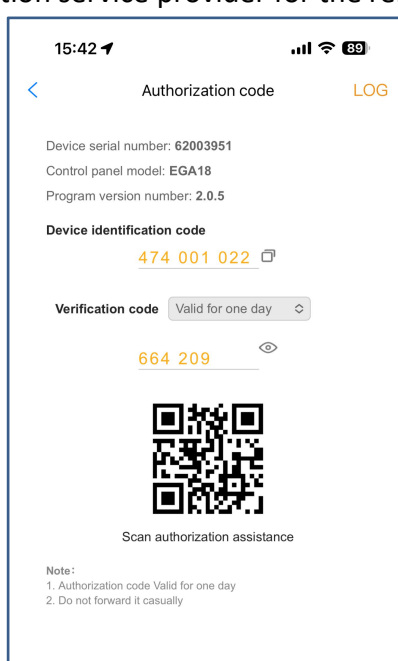 tion service provider for the re
15:42
89
Authorization code
LOG
Device serial number: 62003951
Control panel model: EGA18
Program version number: 2.0.5
Device identification code
474 001 022
Verification code
Valid for one day
664 209
Scan authorization assistance
Note:
1. Authorization code Valid for one day
2. Do not forward it casually